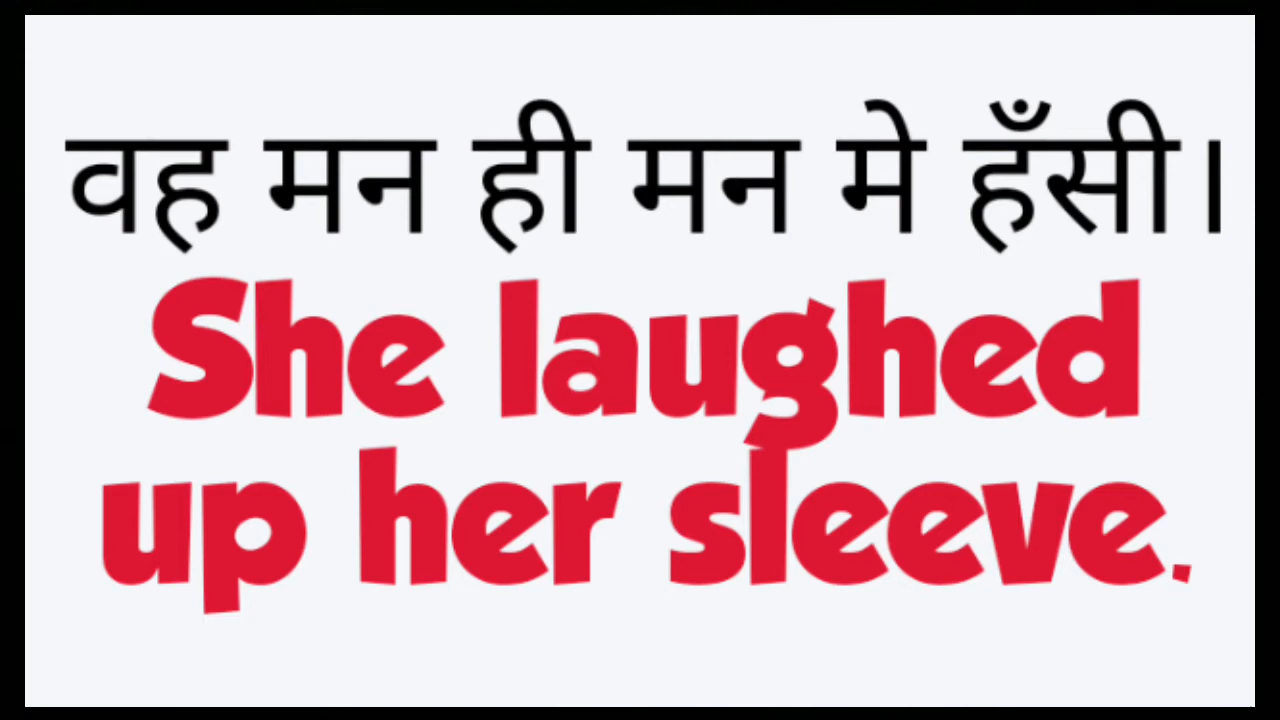 वह मन ही मन मे हँसी।
She laughed
up her sleeve.